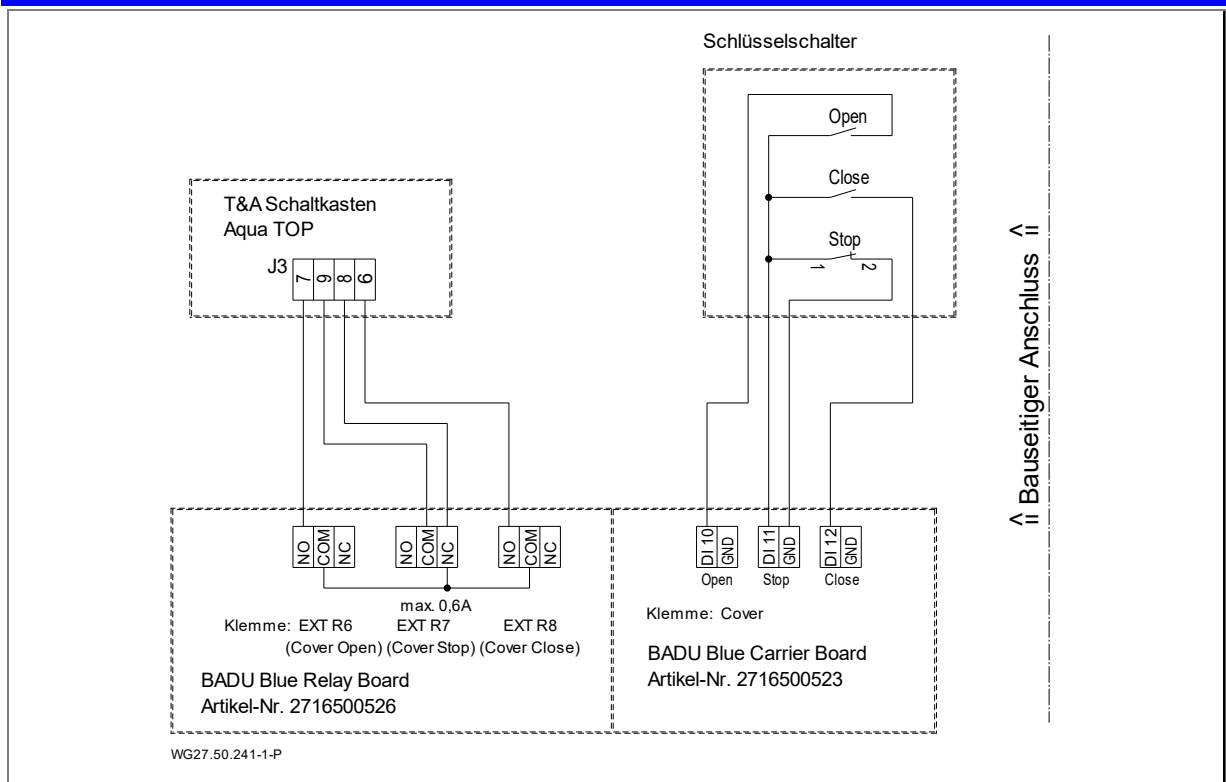 Schlüsselschalter
Open
Close
Stop
1 2
T&A Schaltkasten
Aqua TOP
J3
7 9 8 6
<= Bauseitiger Anschluss =>
NO COM NC
NO COM NC
NO COM NC
max. 0,6A
Klemme: EXT R6 EXT R7 EXT R8
(Cover Open) (Cover Stop) (Cover Close)
BADU Blue Relay Board
Artikel-Nr. 2716500526
DI 10 GND
DI 11 GND
DI 12 GND
Open Stop Close
Klemme: Cover
BADU Blue Carrier Board
Artikel-Nr. 2716500523
WG27.50.241-1-P